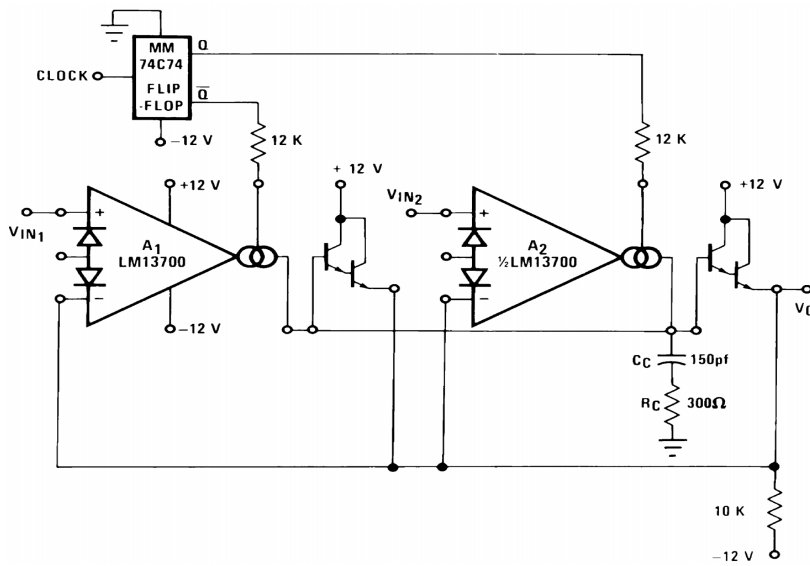 MM
74C74
FLIP
-FLOP
CLOCK
Q
Q̅
-12 V
12 K
12 K
+12 V
+ 12 V
+12 V
VIN1
+
A1
LM13700
-
-12 V
VIN2
+
A2
½LM13700
-
CC
150pf
RC
300Ω
VO
10 K
-12 V